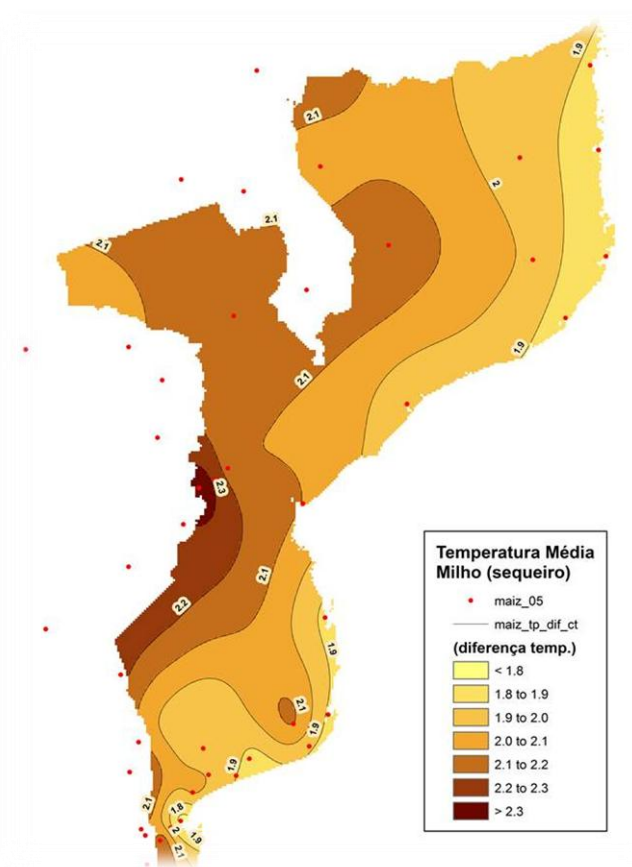 1.9
2.1
2
2.1
2.1
1.9
2.1
2.3
2.1
2.2
1.9
2.1
1.9
1.9
2.1
1.8
2
1.9
2.1
Temperatura Média
Milho (sequeiro)
maiz_05
maiz_tp_dif_ct
(diferença temp.)
< 1.8
1.8 to 1.9
1.9 to 2.0
2.0 to 2.1
2.1 to 2.2
2.2 to 2.3
> 2.3